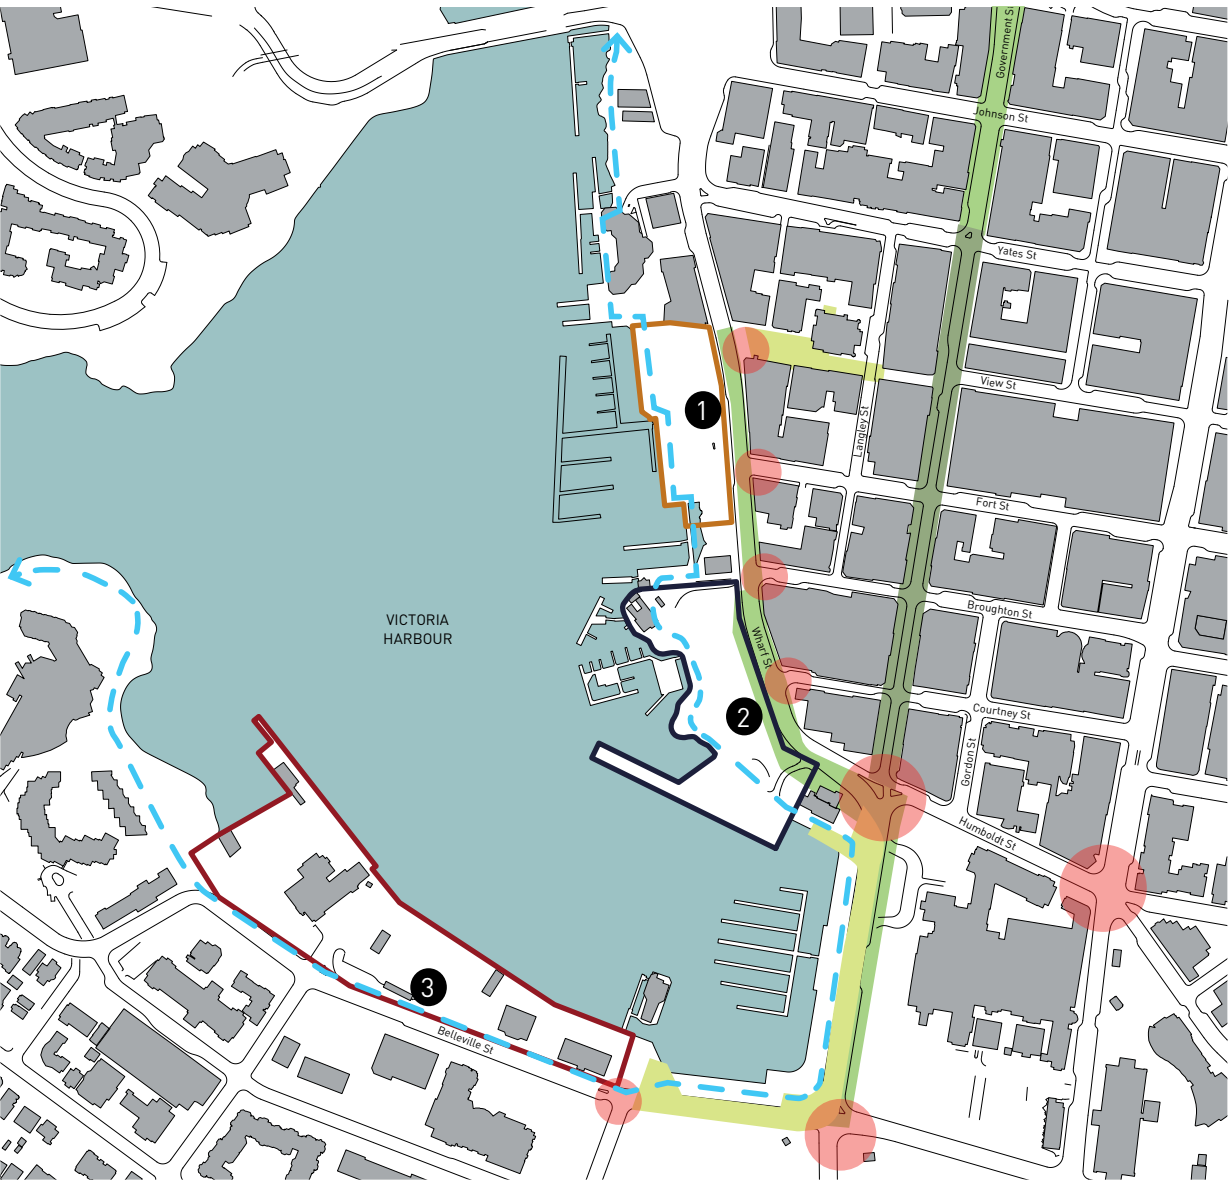 Government S
Johnson St
Yates St
View St
Langley St
1
Fort St
Broughton St
VICTORIA
HARBOUR
Wharf St
2
Courtney St
Gordon St
Humboldt St
3
Belleville St